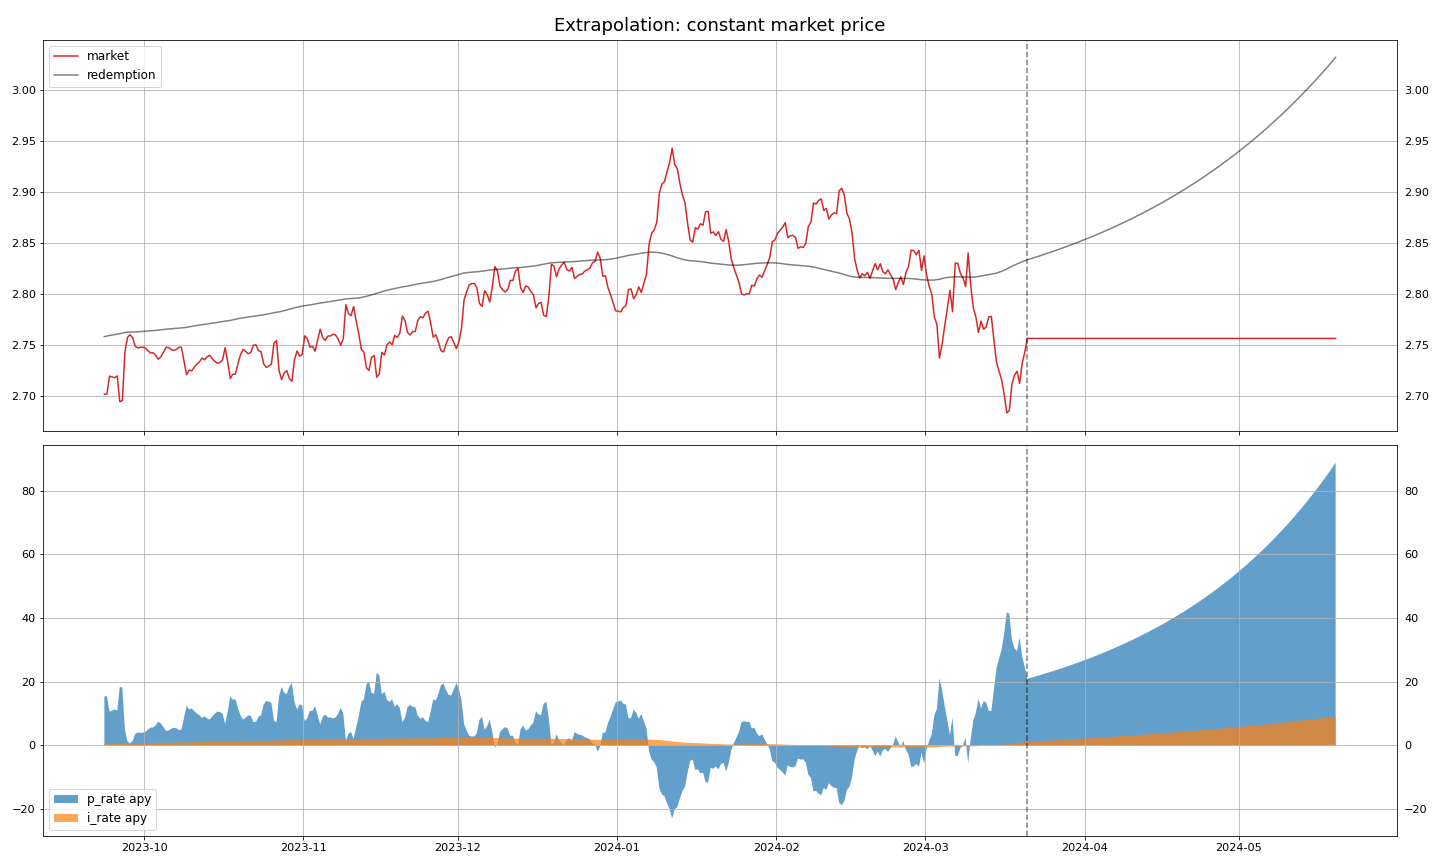 Extrapolation: constant market price
market
redemption
3.00 3.00
2.95 2.95
2.90 2.90
2.85 2.85
2.80 2.80
2.75 2.75
2.70 2.70
80 80
60 60
40 40
20 20
0 0
−20 −20
p_rate apy
i_rate apy
2023-10 2023-11 2023-12 2024-01 2024-02 2024-03 2024-04 2024-05